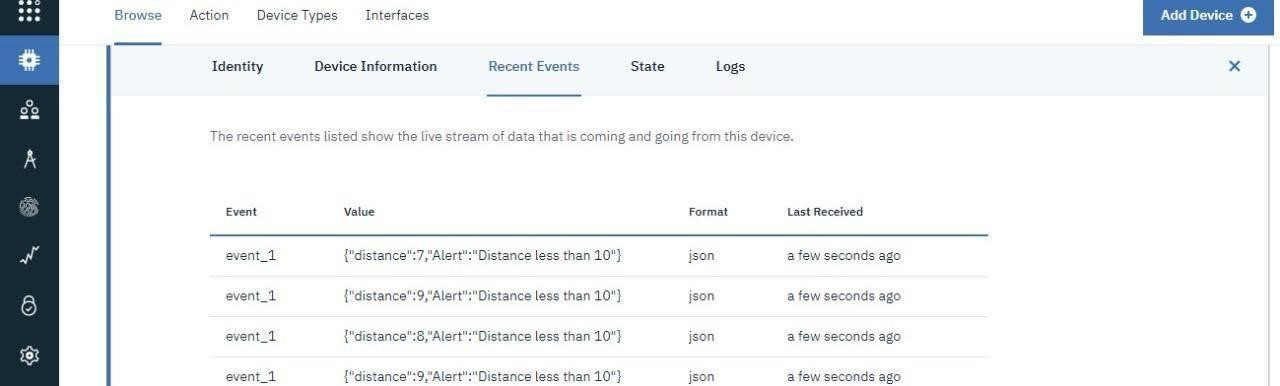 Browse Action Device Types Interfaces Add Device
Identity Device Information Recent Events State Logs
The recent events listed show the live stream of data that is coming and going from this device.
Event Value Format Last Received
event_1 {"distance":7,"Alert":"Distance less than 10"} json a few seconds ago
event_1 {"distance":9,"Alert":"Distance less than 10"} json a few seconds ago
event_1 {"distance":8,"Alert":"Distance less than 10"} json a few seconds ago
event_1 {"distance":9,"Alert":"Distance less than 10"} json a few seconds ago